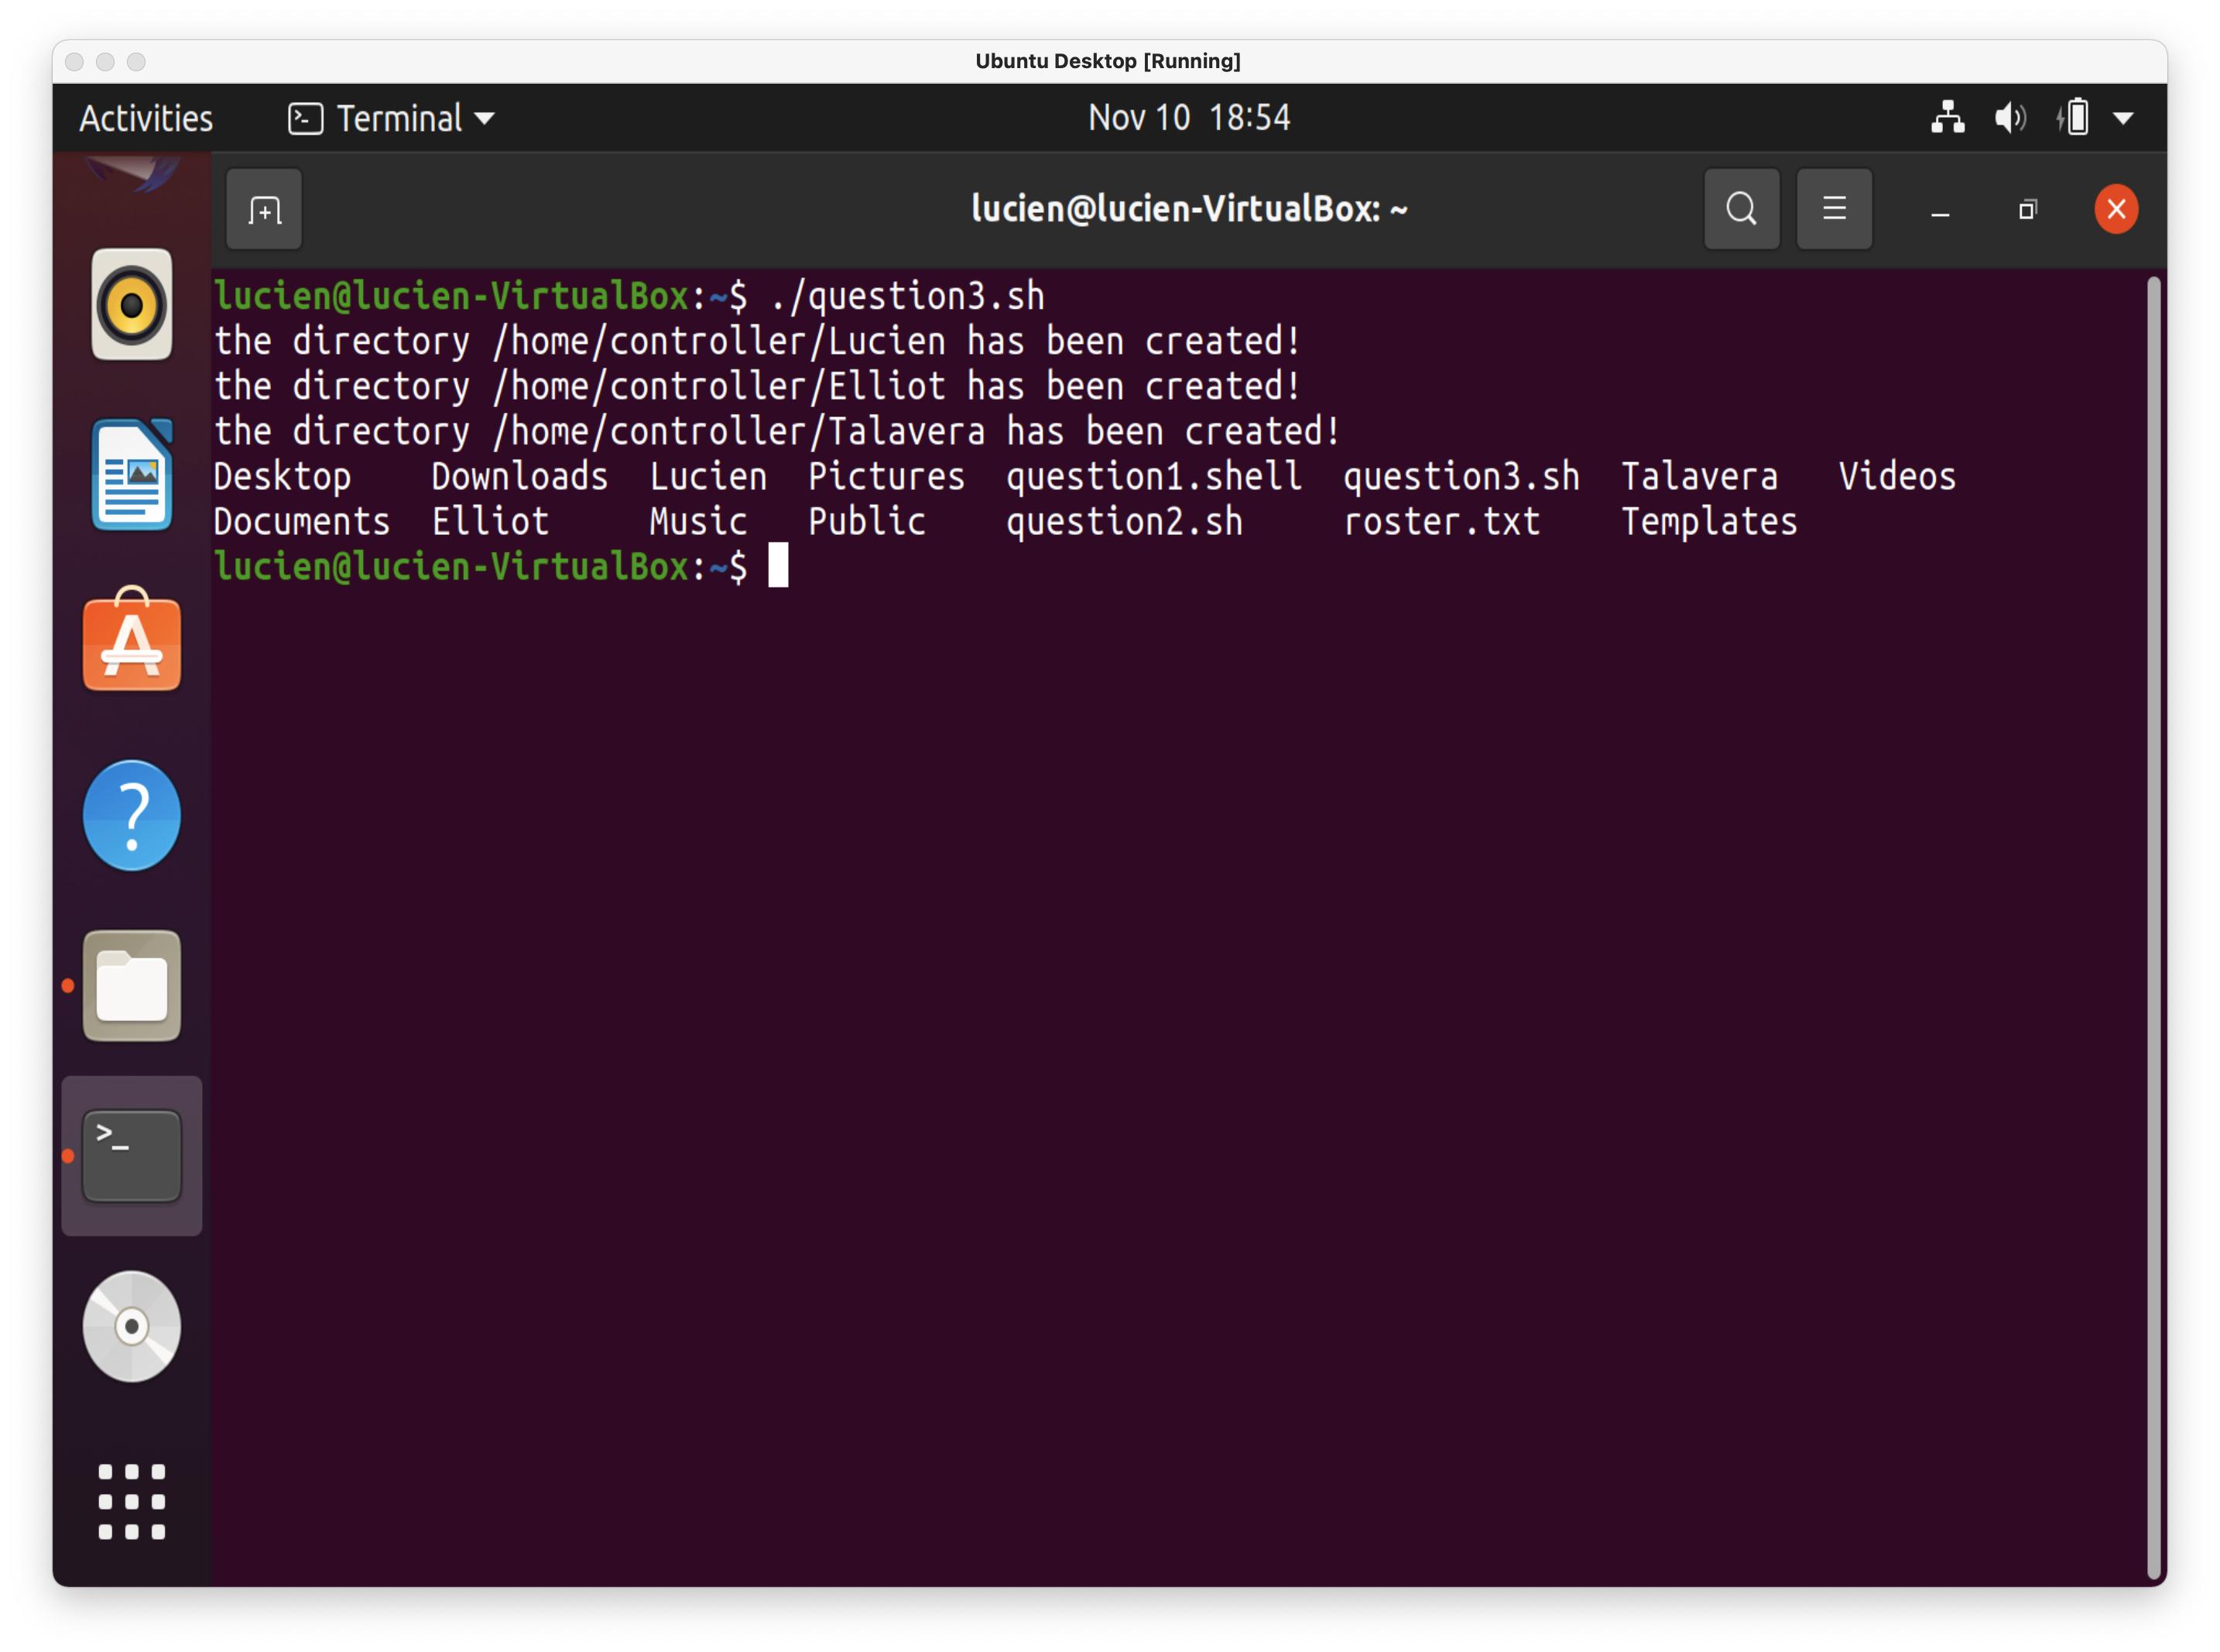 Ubuntu Desktop [Running]
Activities Terminal Nov 10 18:54
lucien@lucien-VirtualBox: ~
lucien@lucien-VirtualBox:~$ ./question3.sh
the directory /home/controller/Lucien has been created!
the directory /home/controller/Elliot has been created!
the directory /home/controller/Talavera has been created!
Desktop Downloads Lucien Pictures question1.shell question3.sh Talavera Videos
Documents Elliot Music Public question2.sh roster.txt Templates
lucien@lucien-VirtualBox:~$